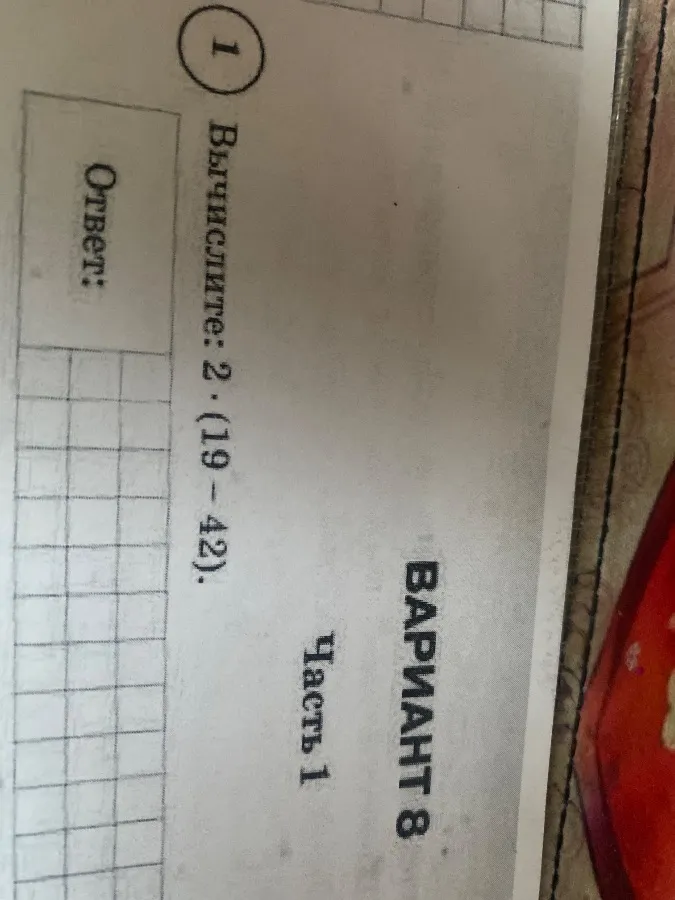 ВАРИАНТ 8
Часть 1
1 Вычислите: 2 · (19 – 42).
Ответ: